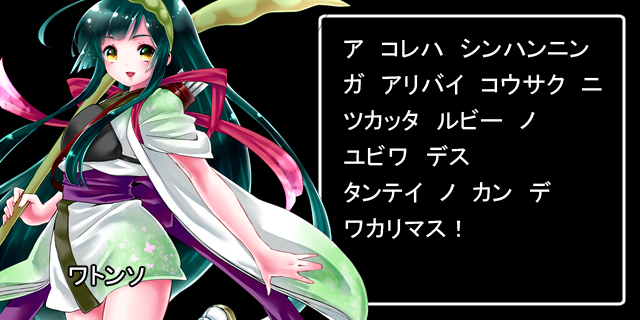 ア コレハ シンハンニン
ガ アリバイ コウサク ニ
ツカッタ ルビー ノ
ユビワ デス
タンテイ ノ カン デ
ワカリマス！
ワトンソ